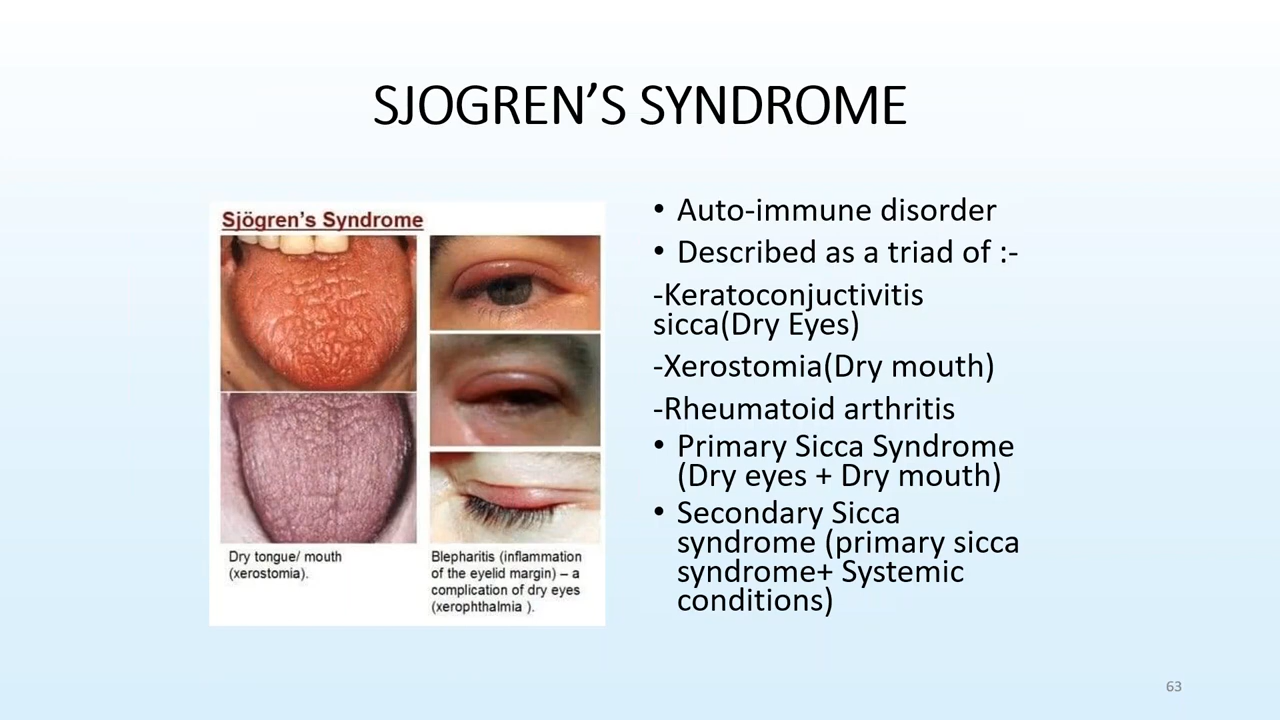 SJOGREN’S SYNDROME
Sjögren’s Syndrome
Dry tongue/ mouth
(xerostomia).
Blepharitis (inflammation
of the eyelid margin) – a
complication of dry eyes
(xerophthalmia ).
• Auto-immune disorder
• Described as a triad of :-
-Keratoconjuctivitis
sicca(Dry Eyes)
-Xerostomia(Dry mouth)
-Rheumatoid arthritis
• Primary Sicca Syndrome
(Dry eyes + Dry mouth)
• Secondary Sicca
syndrome (primary sicca
syndrome+ Systemic
conditions)
63